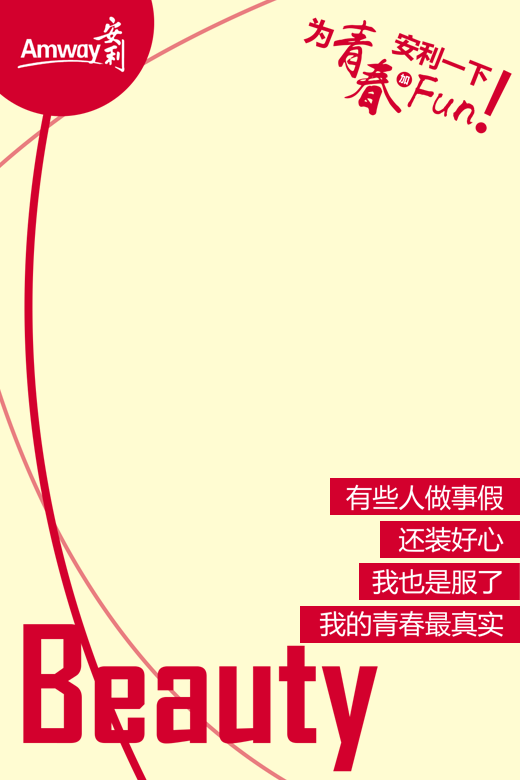 Amway 安利
为青春加Fun!
安利一下
有些人做事假
还装好心
我也是服了
我的青春最真实
Beauty